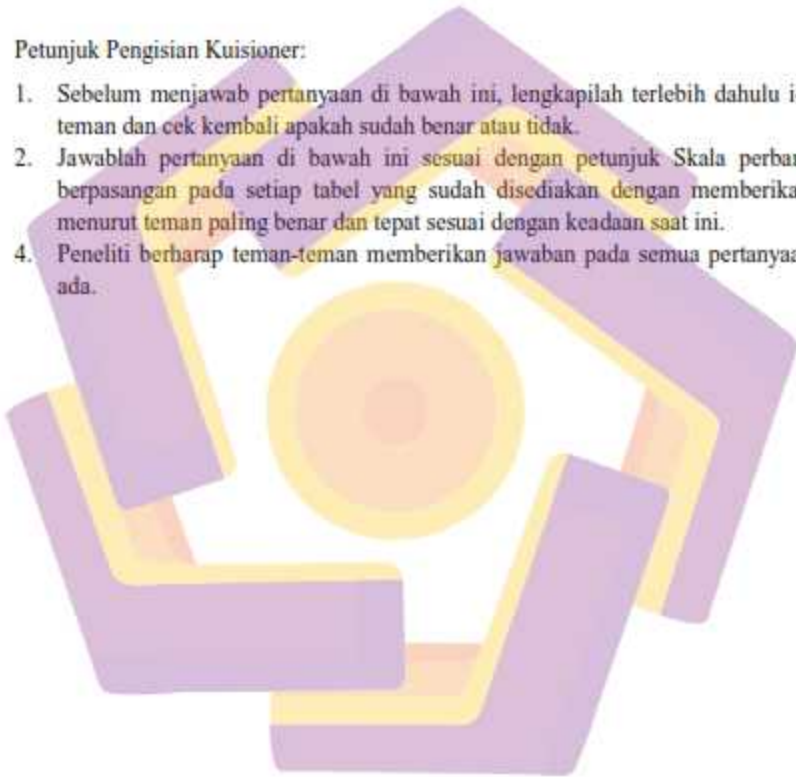 Petunjuk Pengisian Kuisioner:
1. Sebelum menjawab pertanyaan di bawah ini, lengkapilah terlebih dahulu
teman dan cek kembali apakah sudah benar atau tidak.
2. Jawablah pertanyaan di bawah ini sesuai dengan petunjuk Skala
berpasangan pada setiap tabel yang sudah disediakan dengan
menurut teman paling benar dan tepat sesuai dengan keadaan saat ini.
4. Peneliti berharap teman-teman memberikan jawaban pada semua
ada.